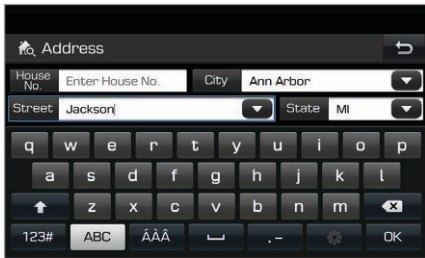 Address
House No. Enter House No. City Ann Arbor
Street Jackson State MI
q w e r t y u i o p
a s d f g h j k l
z x c v b n m
123# ABC ÁÀÂ .– OK